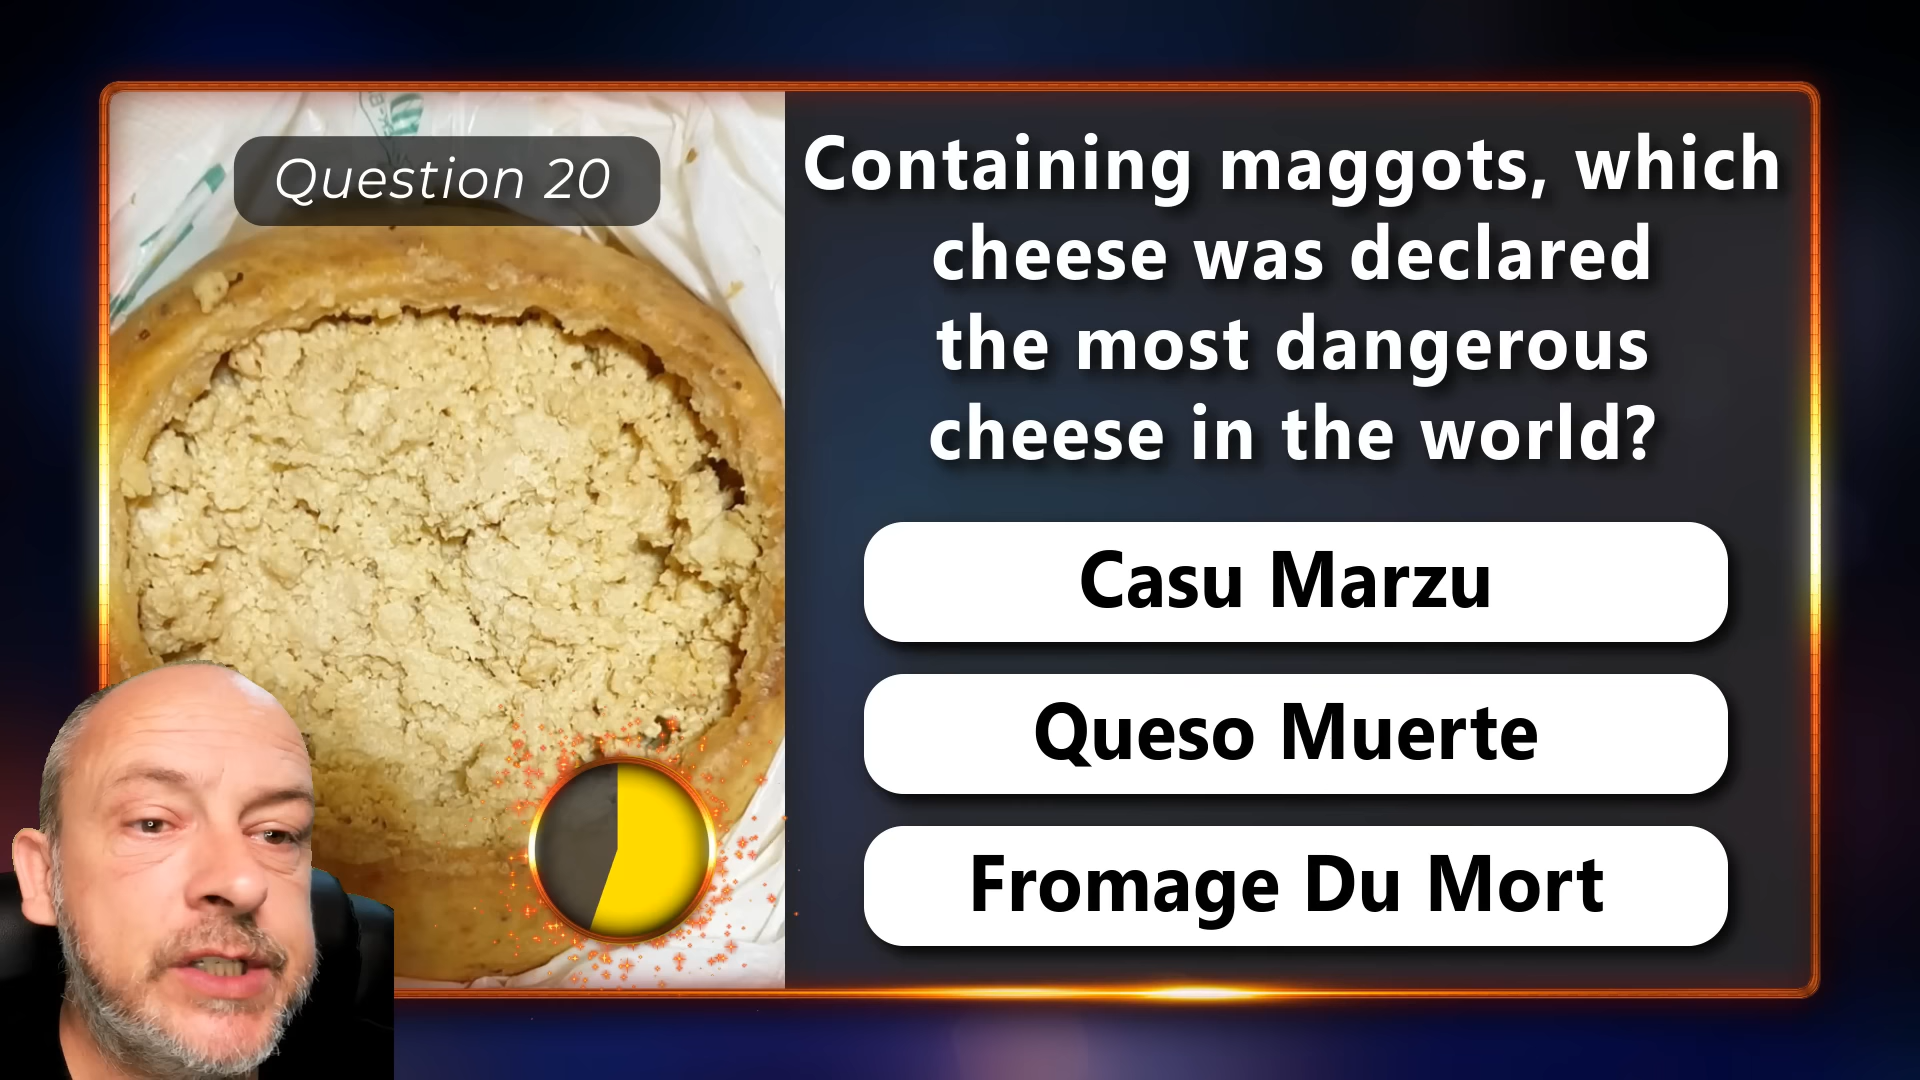 Question 20
Containing maggots, which
cheese was declared
the most dangerous
cheese in the world?
Casu Marzu
Queso Muerte
Fromage Du Mort